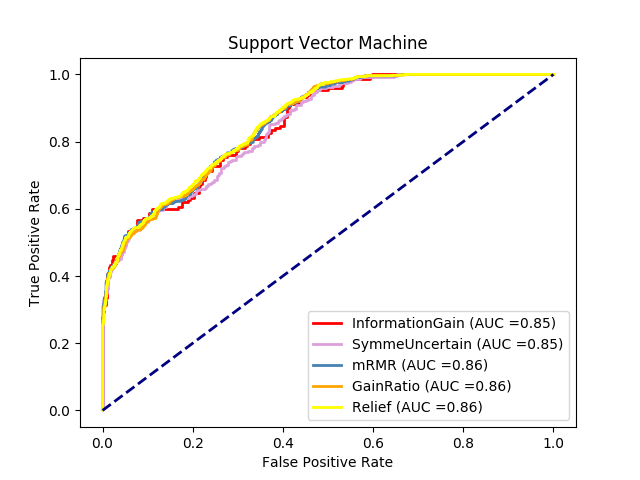 Support Vector Machine
True Positive Rate
1.0
0.8
0.6
0.4
0.2
0.0
InformationGain (AUC =0.85)
SymmeUncertain (AUC =0.85)
mRMR (AUC =0.86)
GainRatio (AUC =0.86)
Relief (AUC =0.86)
0.0 0.2 0.4 0.6 0.8 1.0
False Positive Rate